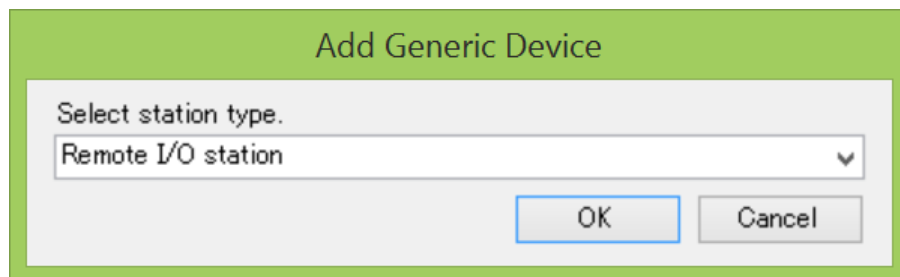 Add Generic Device
Select station type.
Remote I/O station
OK
Cancel